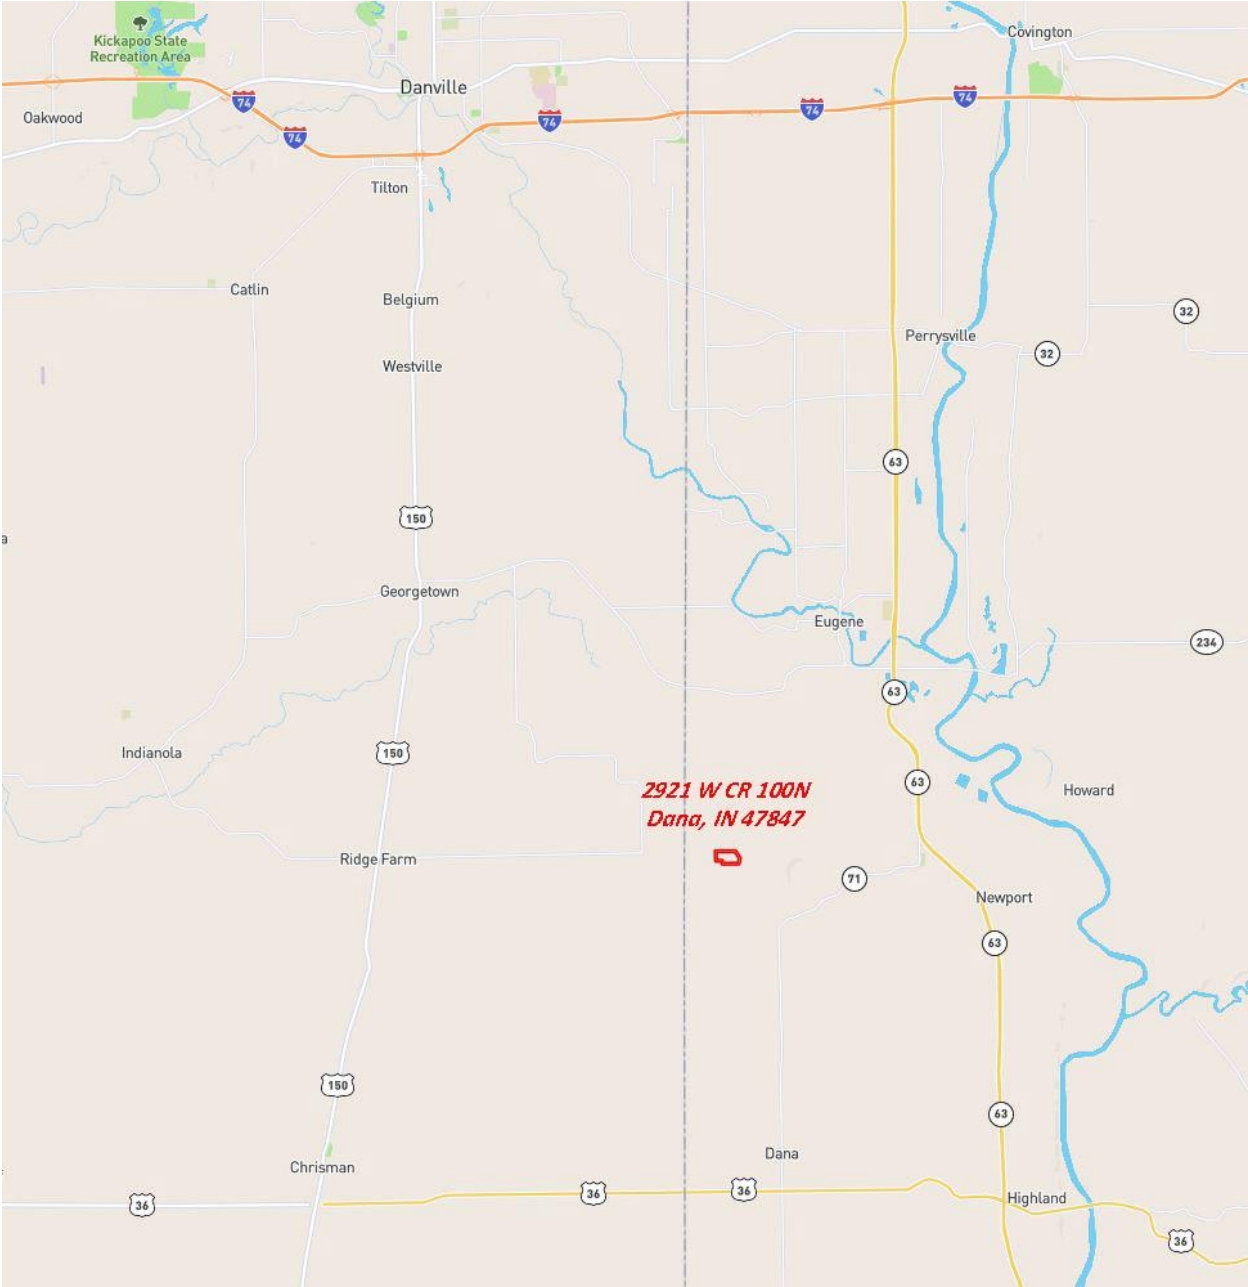 Covington
Kickapoo State
Recreation Area
Danville
74
74
74
74
74
Oakwood
Tilton
Catlin
Belgium
32
Perrysville
32
Westville
63
150
a
Georgetown
Eugene
234
63
Indianola
150
63
2921 W CR 100N
Dana, IN 47847
Howard
Ridge Farm
71
Newport
63
150
63
Dana
Chrisman
36
36
36
Highland
36